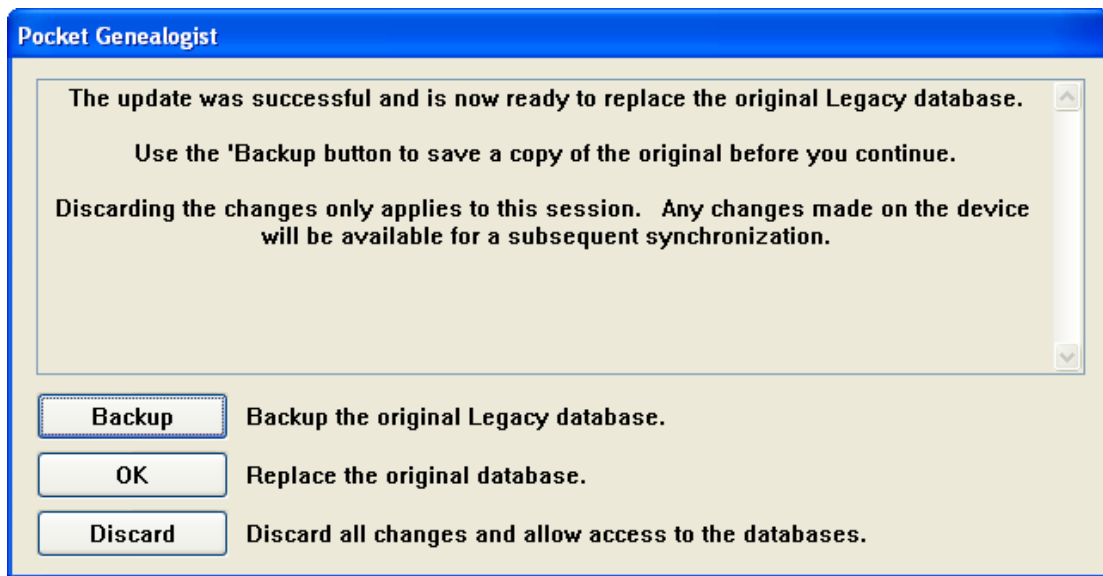 Pocket Genealogist
The update was successful and is now ready to replace the original Legacy database.
Use the 'Backup button to save a copy of the original before you continue.
Discarding the changes only applies to this session.   Any changes made on the device
will be available for a subsequent synchronization.
Backup Backup the original Legacy database.
OK Replace the original database.
Discard Discard all changes and allow access to the databases.